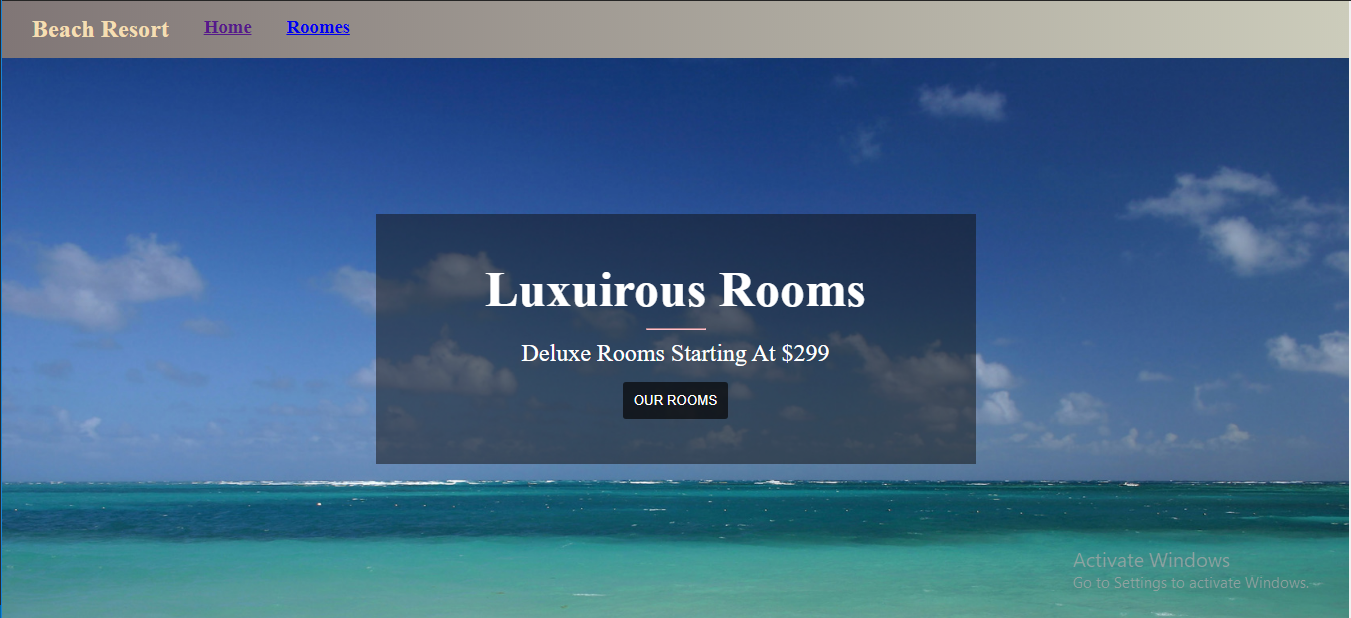 Beach Resort Home Roomes
Luxuirous Rooms
Deluxe Rooms Starting At $299
OUR ROOMS
Activate Windows
Go to Settings to activate Windows.